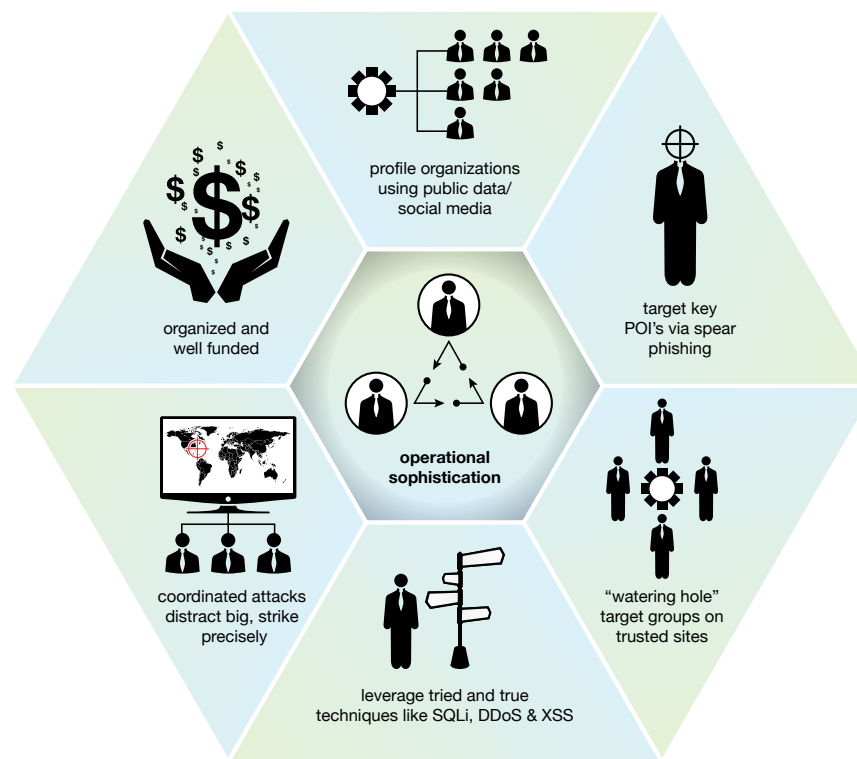 profile organizations
using public data/
social media
target key
POI's via spear
phishing
"watering hole"
target groups on
trusted sites
leverage tried and true
techniques like SQLi, DDoS & XSS
coordinated attacks
distract big, strike
precisely
organized and
well funded
operational
sophistication